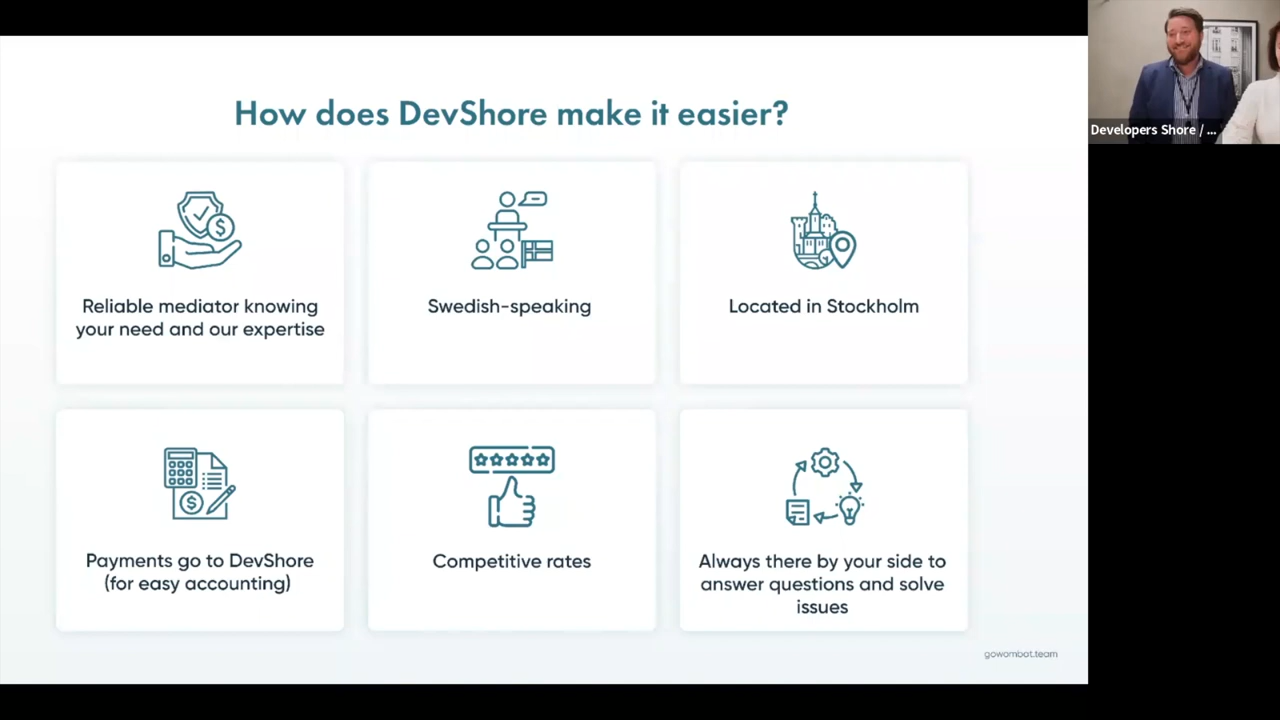 How does DevShore make it easier?
Developers Shore / ...
Reliable mediator knowing
your need and our expertise
Swedish-speaking
Located in Stockholm
Payments go to DevShore
(for easy accounting)
Competitive rates
Always there by your side to
answer questions and solve
issues
gowombat.team